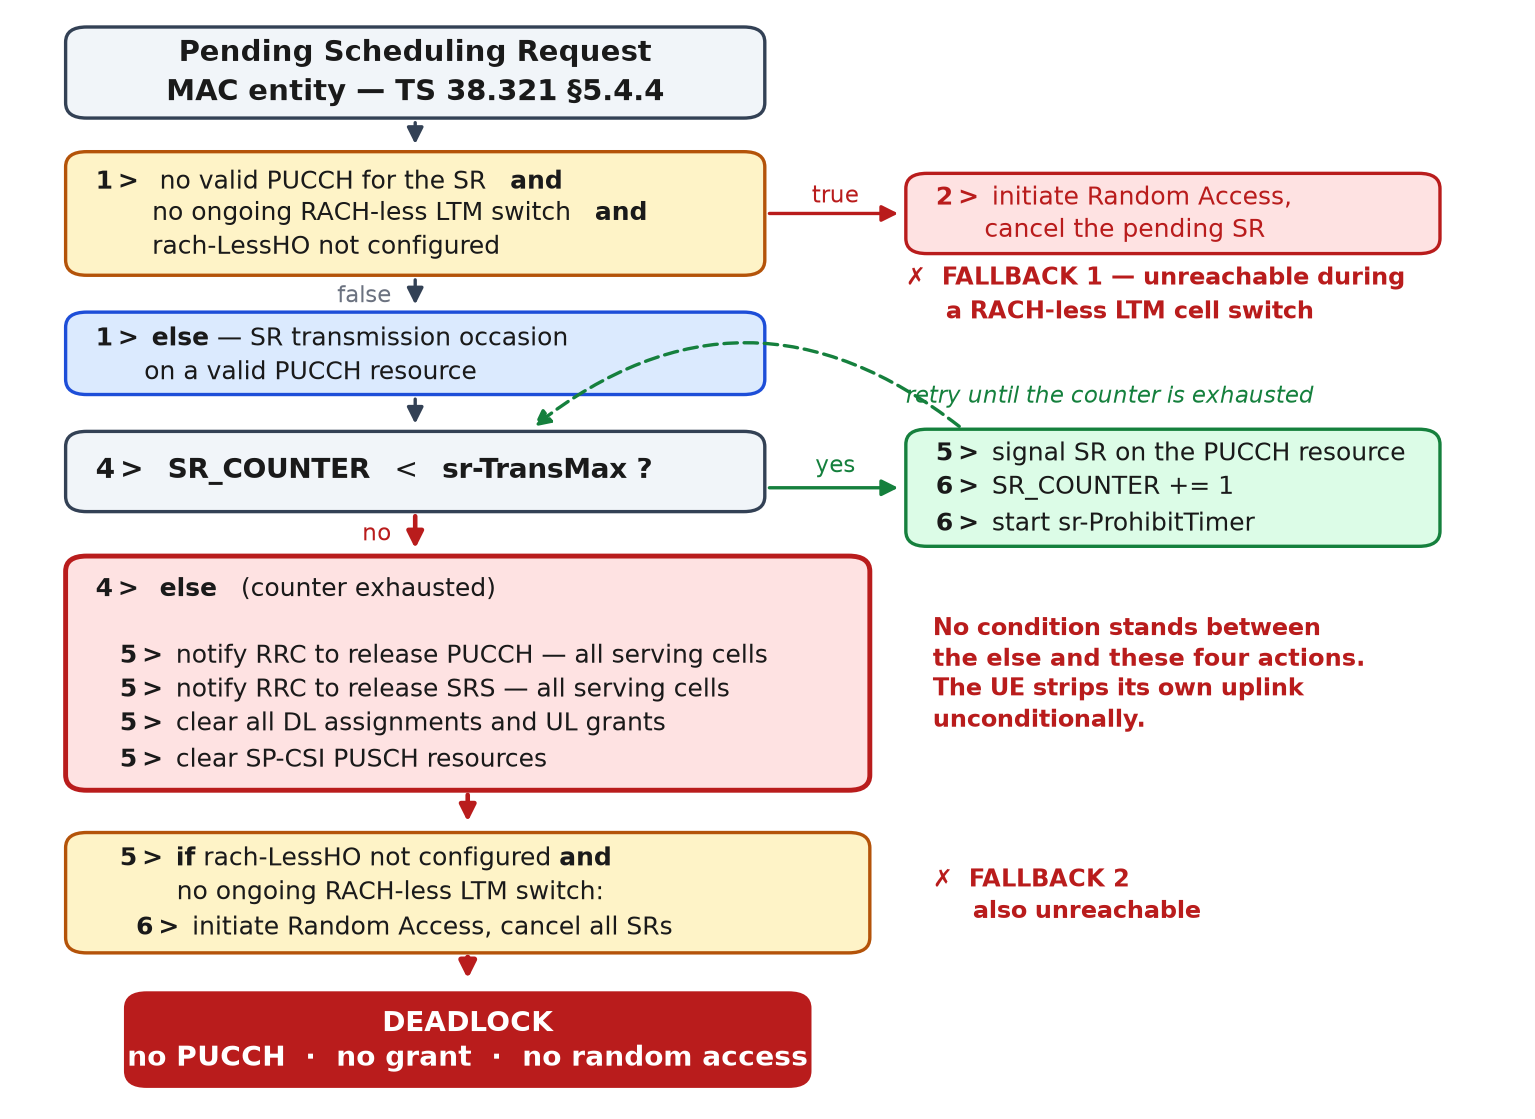 Pending Scheduling Request
MAC entity — TS 38.321 §5.4.4
1 > no valid PUCCH for the SR and
no ongoing RACH-less LTM switch and
rach-LessHO not configured
true
2 > initiate Random Access,
cancel the pending SR
✗ FALLBACK 1 — unreachable during
a RACH-less LTM cell switch
false
1 > else — SR transmission occasion
on a valid PUCCH resource
retry until the counter is exhausted
4 > SR_COUNTER < sr-TransMax ?
yes
5 > signal SR on the PUCCH resource
6 > SR_COUNTER += 1
6 > start sr-ProhibitTimer
no
4 > else (counter exhausted)
5 > notify RRC to release PUCCH — all serving cells
5 > notify RRC to release SRS — all serving cells
5 > clear all DL assignments and UL grants
5 > clear SP-CSI PUSCH resources
No condition stands between
the else and these four actions.
The UE strips its own uplink
unconditionally.
5 > if rach-LessHO not configured and
no ongoing RACH-less LTM switch:
6 > initiate Random Access, cancel all SRs
✗ FALLBACK 2
also unreachable
DEADLOCK
no PUCCH · no grant · no random access